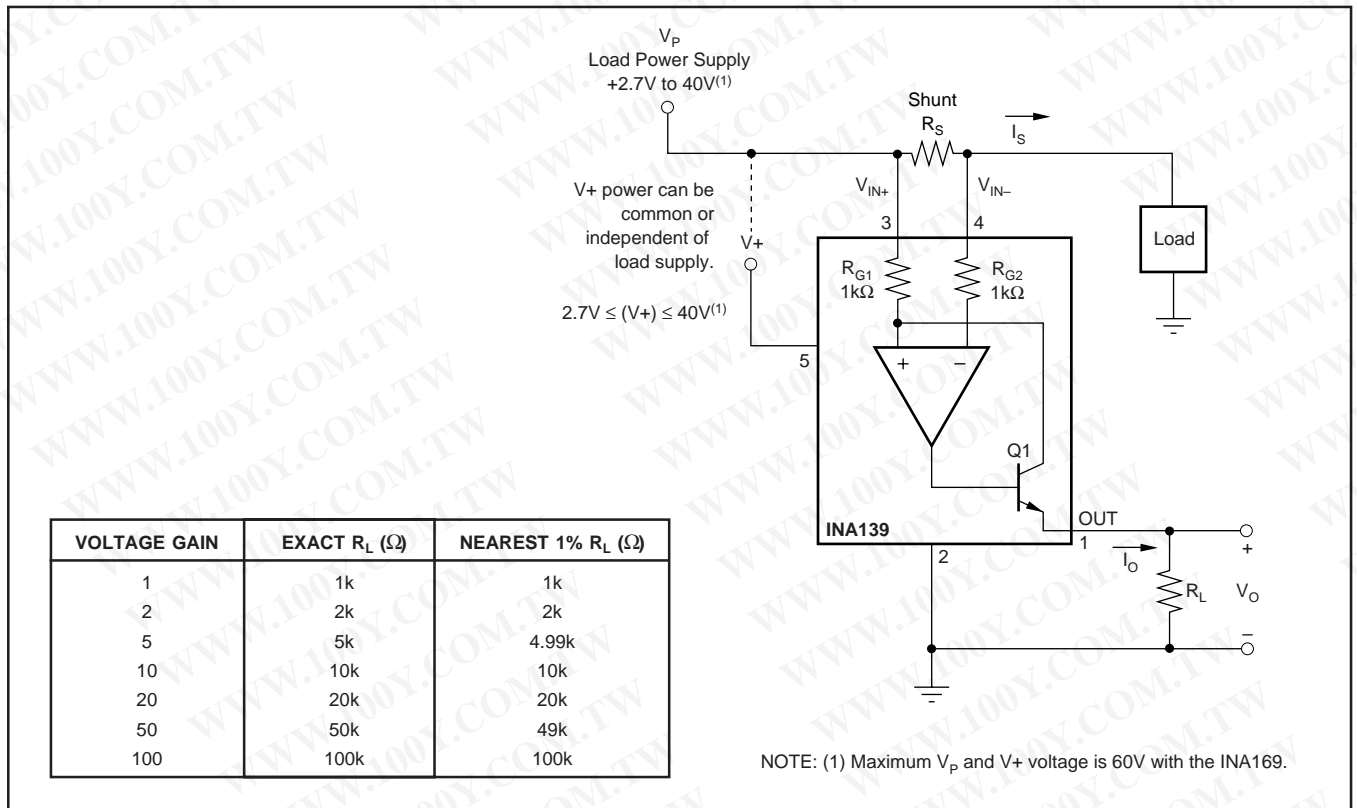 V_P
Load Power Supply
+2.7V to 40V(1)
Shunt
R_S
I_S
V+ power can be
common or
independent of
load supply.
V+
2.7V ≤ (V+) ≤ 40V(1)
V_IN+
V_IN–
3
4
Load
R_G1
1kΩ
R_G2
1kΩ
5
+
–
Q1
INA139
OUT
2
1
I_O
+
R_L
V_O
–
VOLTAGE GAIN EXACT R_L (Ω) NEAREST 1% R_L (Ω)
1 1k 1k
2 2k 2k
5 5k 4.99k
10 10k 10k
20 20k 20k
50 50k 49k
100 100k 100k
NOTE: (1) Maximum V_P and V+ voltage is 60V with the INA169.
WWW.100Y.COM.TW